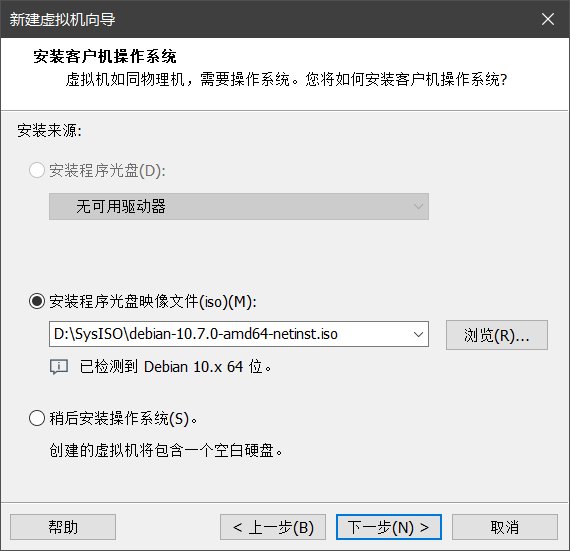 新建虚拟机向导
安装客户机操作系统
虚拟机如同物理机，需要操作系统。您将如何安装客户机操作系统?
安装来源:
安装程序光盘(D):
无可用驱动器
安装程序光盘映像文件(iso)(M):
D:\SysISO\debian-10.7.0-amd64-netinst.iso
浏览(R)...
已检测到 Debian 10.x 64 位。
稍后安装操作系统(S)。
创建的虚拟机将包含一个空白硬盘。
帮助
< 上一步(B)
下一步(N) >
取消